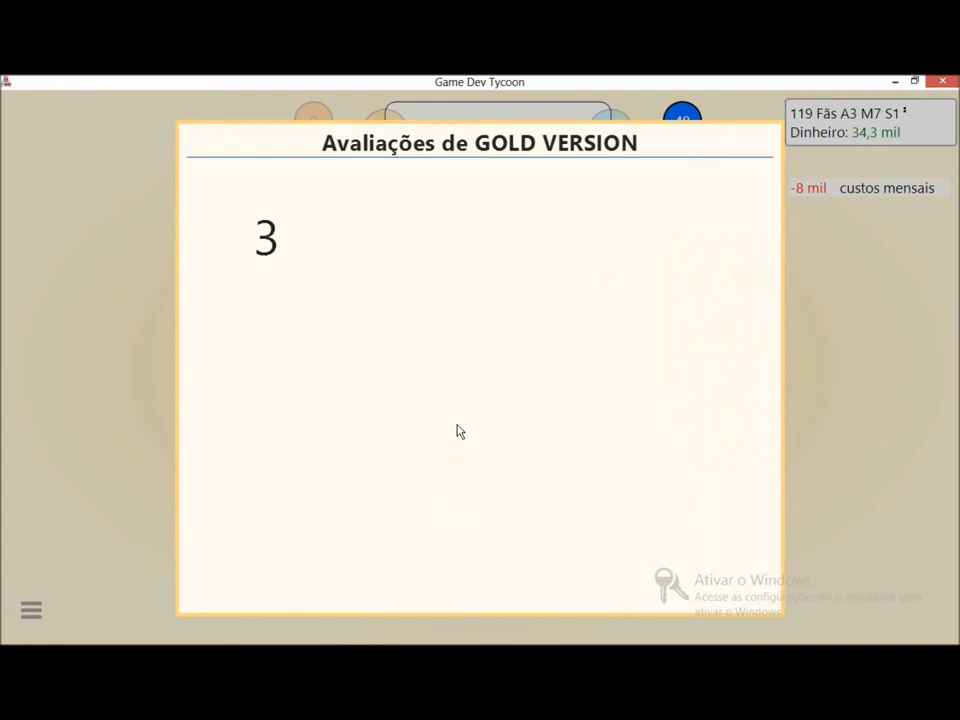 Game Dev Tycoon
119 Fãs A3 M7 S1
Dinheiro: 34,3 mil
-8 mil custos mensais
Avaliações de GOLD VERSION
3
Ativar o Windows
Acesse as configurações do computador para
ativar o Windows.